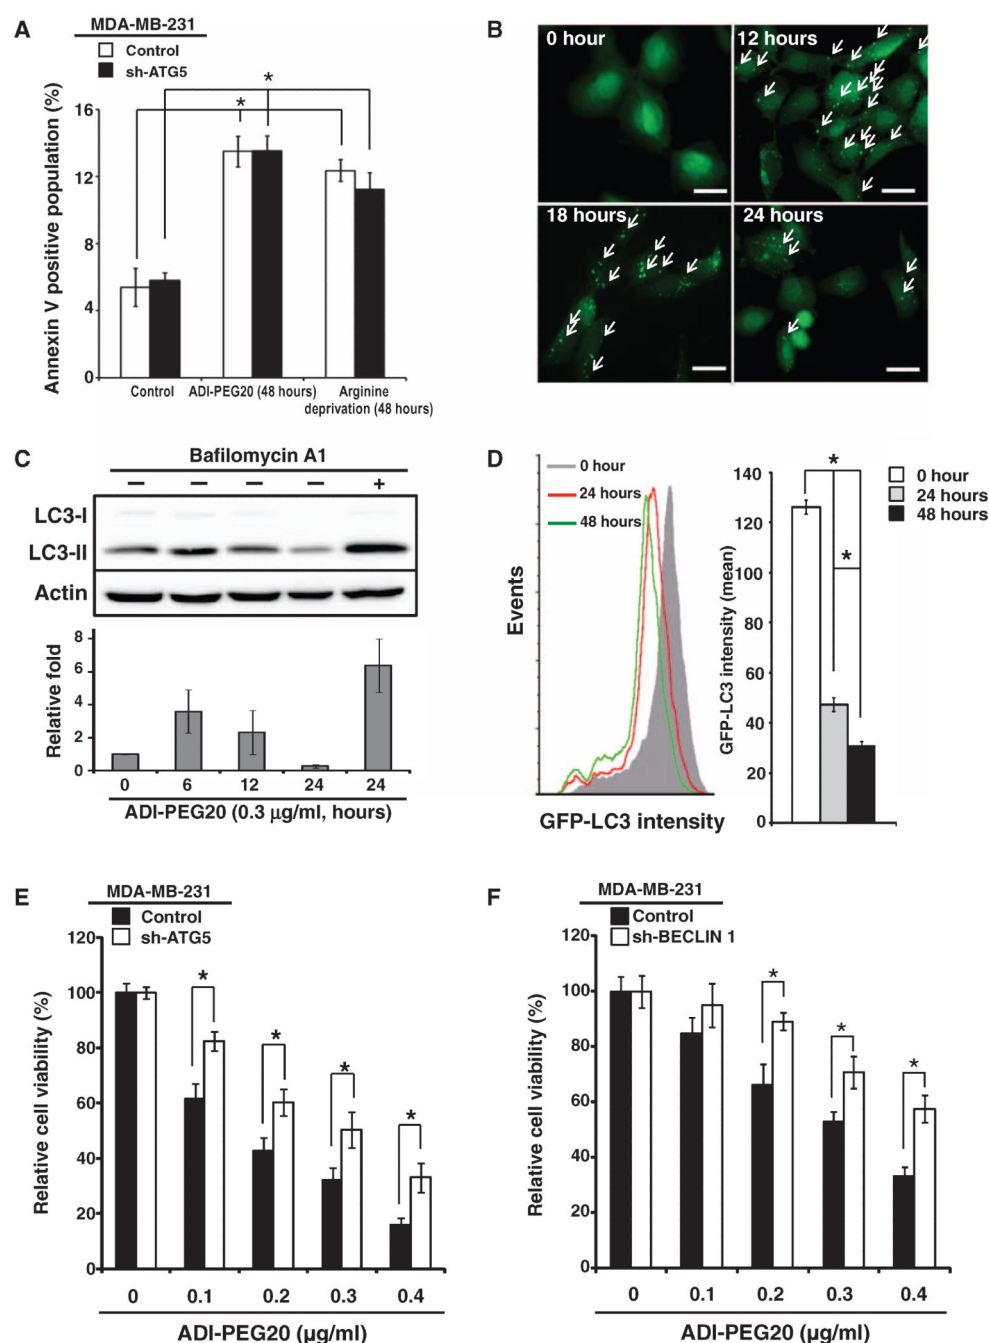 A
MDA-MB-231
Control
sh-ATG5
*
*
16
12
8
4
0
Annexin V positive population (%)
Control
ADI-PEG20 (48 hours)
Arginine
deprivation (48 hours)
B
0 hour
12 hours
18 hours
24 hours
C
Bafilomycin A1
– – – – +
LC3-I
LC3-II
Actin
8
6
4
2
0
Relative fold
0 6 12 24 24
ADI-PEG20 (0.3 μg/ml, hours)
D
0 hour
24 hours
48 hours
Events
GFP-LC3 intensity
140
120
100
80
60
40
20
0
GFP-LC3 intensity (mean)
*
*
0 hour
24 hours
48 hours
E
MDA-MB-231
Control
sh-ATG5
120
100
80
60
40
20
0
Relative cell viability (%)
*
*
*
*
0 0.1 0.2 0.3 0.4
ADI-PEG20 (μg/ml)
F
MDA-MB-231
Control
sh-BECLIN 1
120
100
80
60
40
20
0
Relative cell viability (%)
*
*
*
0 0.1 0.2 0.3 0.4
ADI-PEG20 (μg/ml)